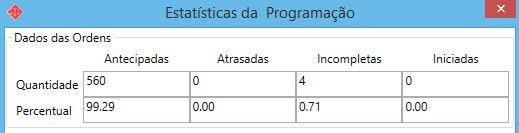 Estatísticas da Programação
Dados das Ordens
Antecipadas Atrasadas Incompletas Iniciadas
Quantidade 560 0 4 0
Percentual 99.29 0.00 0.71 0.00